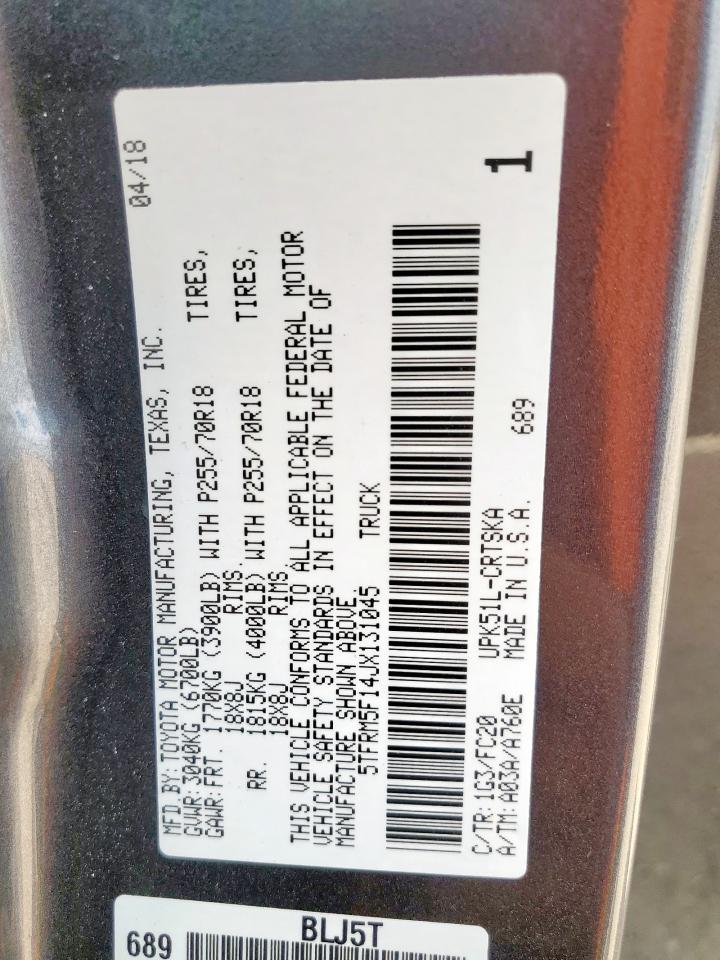 04/18
MFD.BY:TOYOTA MOTOR MANUFACTURING, TEXAS, INC.
GVWR:3040KG (6700LB)
GAWR:FRT. 1770KG (3900LB) WITH P255/70R18 TIRES,
18X8J RIMS.
RR. 1815KG (4000LB) WITH P255/70R18 TIRES,
18X8J RIMS
THIS VEHICLE CONFORMS TO ALL APPLICABLE FEDERAL MOTOR
VEHICLE SAFETY STANDARDS IN EFFECT ON THE DATE OF
MANUFACTURE SHOWN ABOVE.
5TFRM5F14JX131045 TRUCK
1
C/TR:1G3/FC20 UPK51L-CRTSKA 689
A/TM:A03A/A760E MADE IN U.S.A.
BLJ5T
689